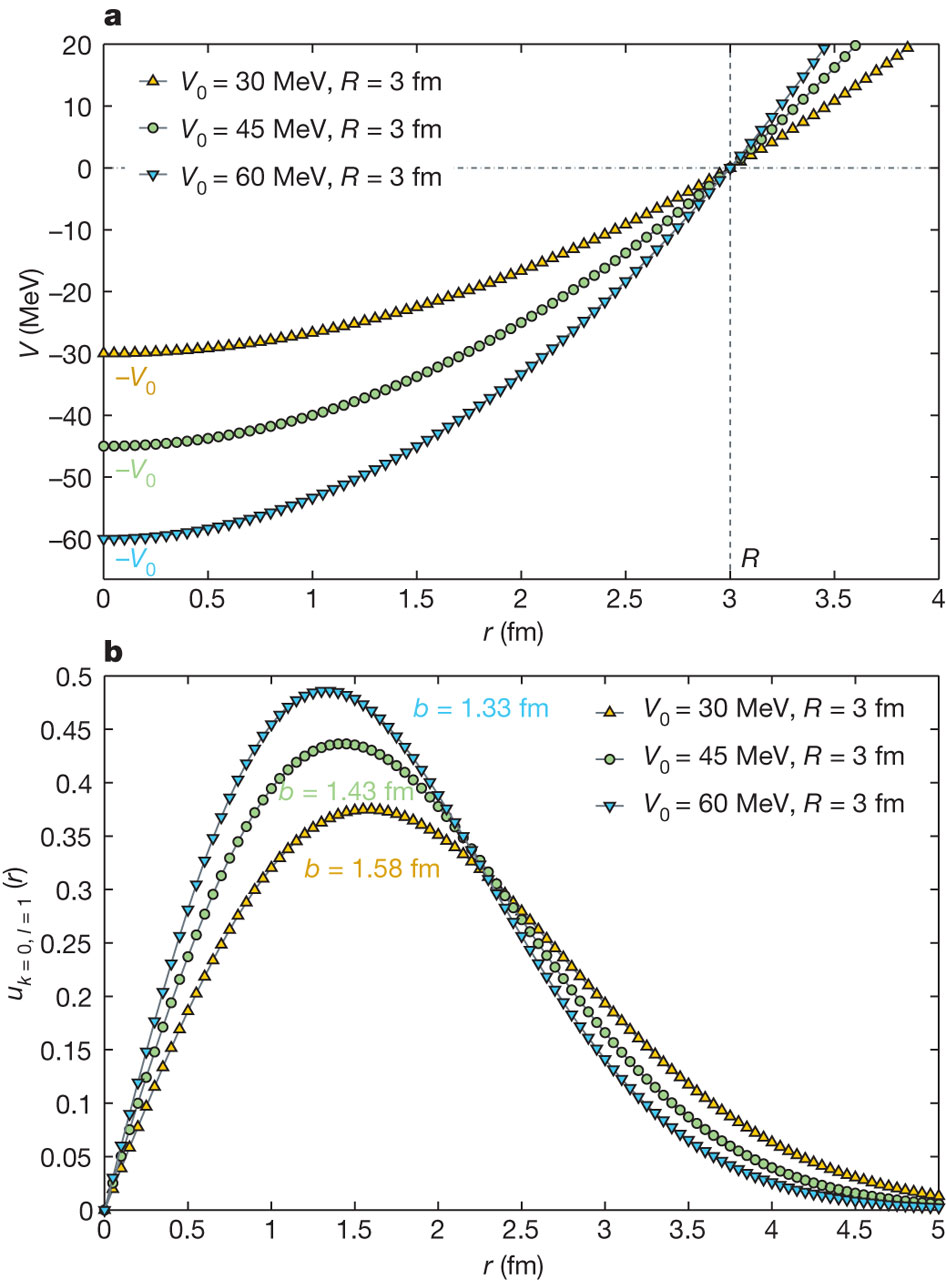 a
20
10
0
−10
−20
−30
−40
−50
−60
V (MeV)
V0 = 30 MeV, R = 3 fm
V0 = 45 MeV, R = 3 fm
V0 = 60 MeV, R = 3 fm
−V0
−V0
−V0
R
0 0.5 1 1.5 2 2.5 3 3.5 4
r (fm)
b
0.5
0.45
0.4
0.35
0.3
0.25
0.2
0.15
0.1
0.05
0
uk = 0, l = 1 (r)
b = 1.33 fm
b = 1.43 fm
b = 1.58 fm
V0 = 30 MeV, R = 3 fm
V0 = 45 MeV, R = 3 fm
V0 = 60 MeV, R = 3 fm
0 0.5 1 1.5 2 2.5 3 3.5 4 4.5 5
r (fm)